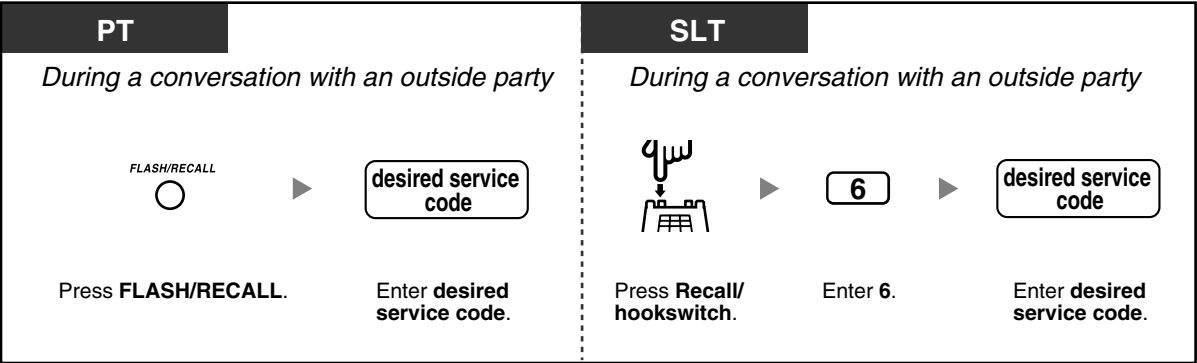 PT
During a conversation with an outside party
FLASH/RECALL
desired service
code
Press FLASH/RECALL.
Enter desired
service code.
SLT
During a conversation with an outside party
6
desired service
code
Press Recall/
hookswitch.
Enter 6.
Enter desired
service code.